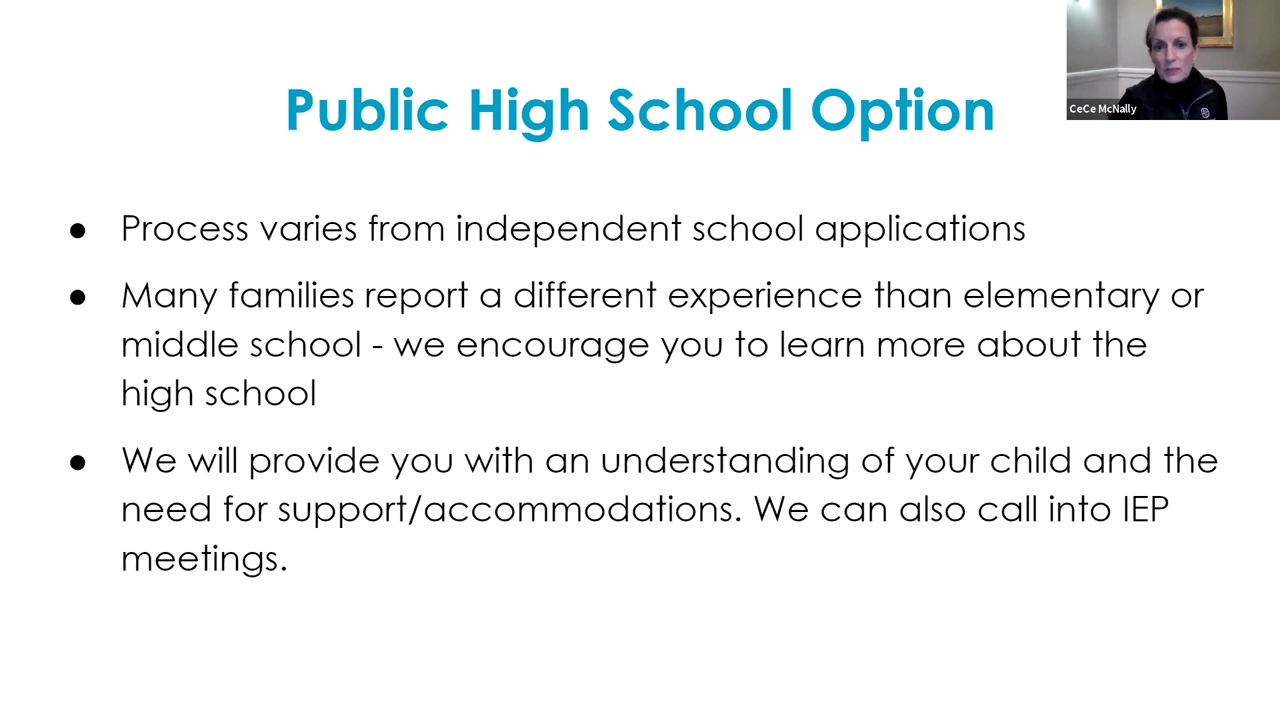 Public High School Option
CeCe McNally
● Process varies from independent school applications
● Many families report a different experience than elementary or
middle school - we encourage you to learn more about the
high school
● We will provide you with an understanding of your child and the
need for support/accommodations. We can also call into IEP
meetings.